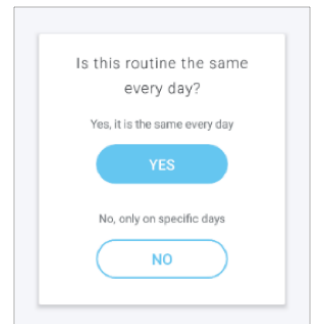 Is this routine the same
every day?
Yes, it is the same every day
YES
No, only on specific days
NO